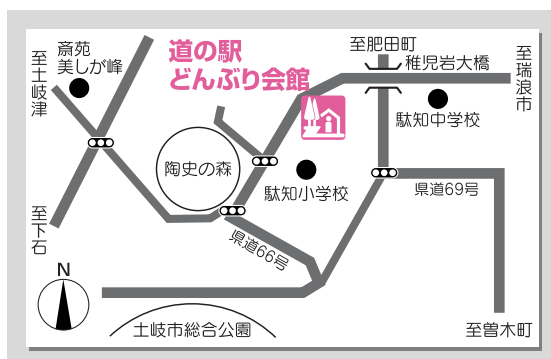 至土岐津
斎苑
美しが峰
道の駅
どんぶり会館
至肥田町
稚児岩大橋
至瑞浪市
駄知中学校
陶史の森
駄知小学校
県道69号
至下石
県道66号
N
土岐市総合公園
至曽木町